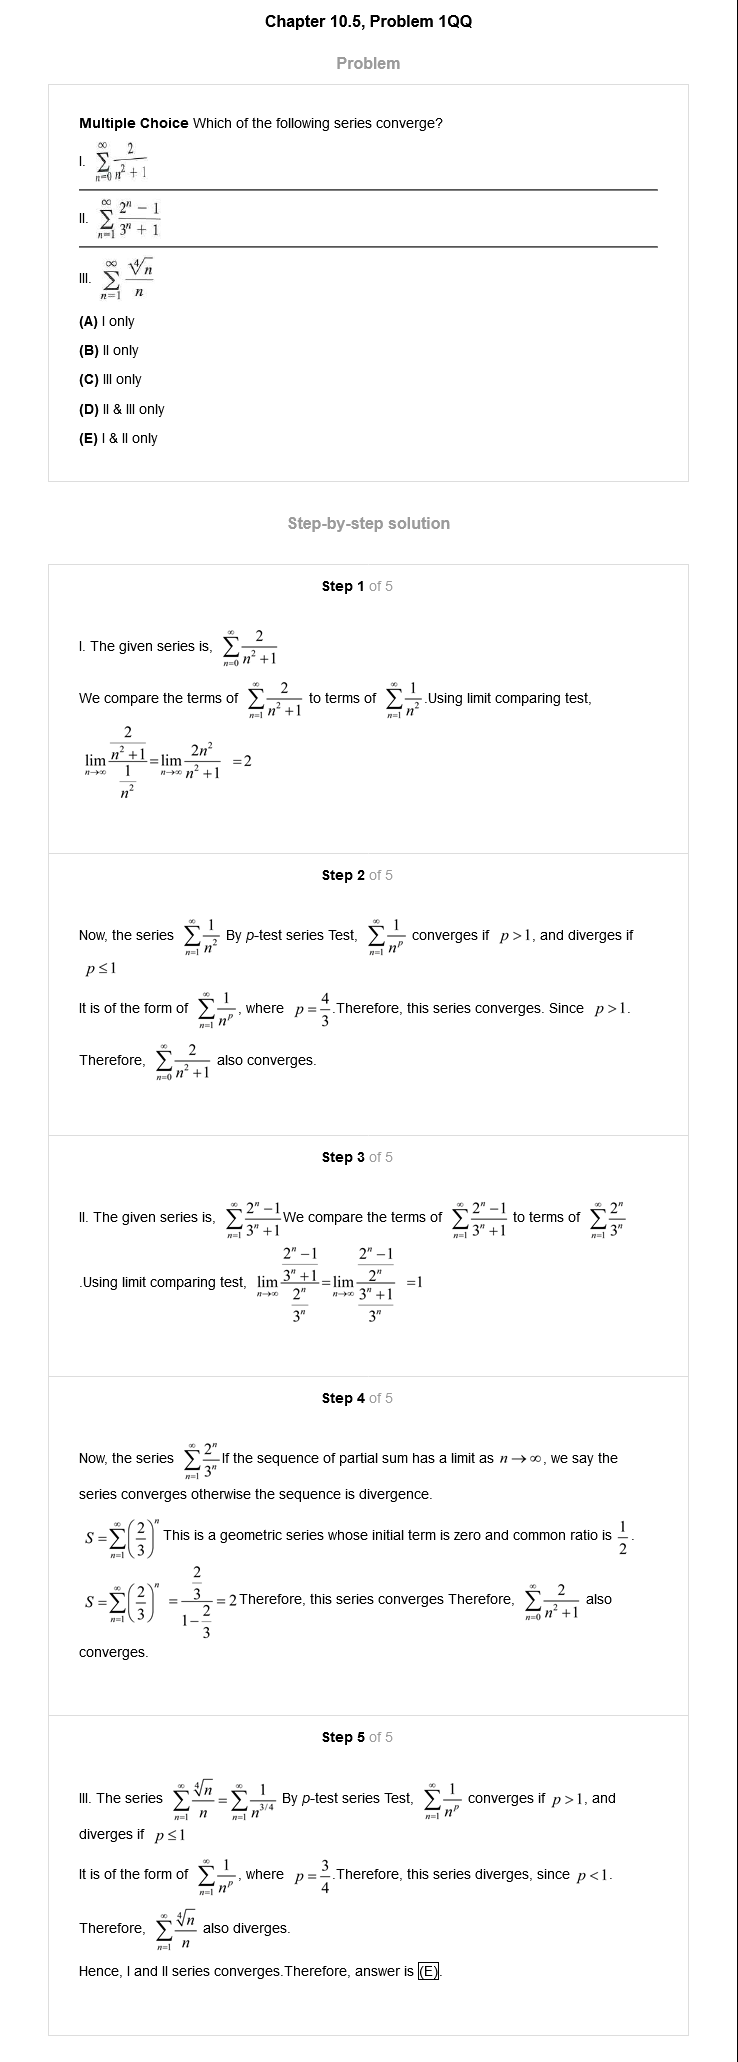 Chapter 10.5, Problem 1QQ
Problem
Multiple Choice Which of the following series converge?
I. \sum_{n=0}^{\infty} \frac{2}{n^2+1}
II. \sum_{n=1}^{\infty} \frac{2^n-1}{3^n+1}
III. \sum_{n=1}^{\infty} \frac{\sqrt[4]{n}}{n}
(A) I only
(B) II only
(C) III only
(D) II & III only
(E) I & II only
Step-by-step solution
Step 1 of 5
I. The given series is, \sum_{n=0}^{\infty} \frac{2}{n^2+1}
We compare the terms of \sum_{n=1}^{\infty} \frac{2}{n^2+1} to terms of \sum_{n=1}^{\infty} \frac{1}{n^2}.Using limit comparing test,
\lim_{n \to \infty} \frac{\frac{2}{n^2+1}}{\frac{1}{n^2}} = \lim_{n \to \infty} \frac{2n^2}{n^2+1} = 2
Step 2 of 5
Now, the series \sum_{n=1}^{\infty} \frac{1}{n^2} By p-test series Test, \sum_{n=1}^{\infty} \frac{1}{n^p} converges if p > 1, and diverges if
p ≤ 1
It is of the form of \sum_{n=1}^{\infty} \frac{1}{n^p}, where p = \frac{4}{3}.Therefore, this series converges. Since p > 1.
Therefore, \sum_{n=0}^{\infty} \frac{2}{n^2+1} also converges.
Step 3 of 5
II. The given series is, \sum_{n=1}^{\infty} \frac{2^n-1}{3^n+1} We compare the terms of \sum_{n=1}^{\infty} \frac{2^n-1}{3^n+1} to terms of \sum_{n=1}^{\infty} \frac{2^n}{3^n}
.Using limit comparing test, \lim_{n \to \infty} \frac{\frac{2^n-1}{3^n+1}}{\frac{2^n}{3^n}} = \lim_{n \to \infty} \frac{\frac{2^n-1}{2^n}}{\frac{3^n+1}{3^n}} = 1
Step 4 of 5
Now, the series \sum_{n=1}^{\infty} \frac{2^n}{3^n} If the sequence of partial sum has a limit as n → ∞, we say the
series converges otherwise the sequence is divergence.
S = \sum_{n=1}^{\infty} \left(\frac{2}{3}\right)^n This is a geometric series whose initial term is zero and common ratio is \frac{1}{2}.
S = \sum_{n=1}^{\infty} \left(\frac{2}{3}\right)^n = \frac{\frac{2}{3}}{1-\frac{2}{3}} = 2 Therefore, this series converges Therefore, \sum_{n=0}^{\infty} \frac{2}{n^2+1} also
converges.
Step 5 of 5
III. The series \sum_{n=1}^{\infty} \frac{\sqrt[4]{n}}{n} = \sum_{n=1}^{\infty} \frac{1}{n^{3/4}} By p-test series Test, \sum_{n=1}^{\infty} \frac{1}{n^p} converges if p > 1, and
diverges if p ≤ 1
It is of the form of \sum_{n=1}^{\infty} \frac{1}{n^p}, where p = \frac{3}{4}.Therefore, this series diverges, since p < 1.
Therefore, \sum_{n=1}^{\infty} \frac{\sqrt[4]{n}}{n} also diverges.
Hence, I and II series converges.Therefore, answer is (E).